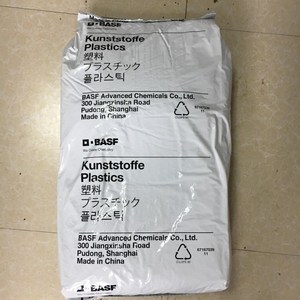 BASF
Kunststoffe
Plastics
塑料
プラスチック
플라스틱
BASF Advanced Chemicals Co., Ltd.
300 Jiangxinsha Road
Pudong, Shanghai
Made in China
BASF
Kunststoffe
Plastics
塑料
プラスチック
플라스틱
BASF Advanced Chemicals Co., Ltd.
300 Jiangxinsha Road
Pudong, Shanghai
Made in China